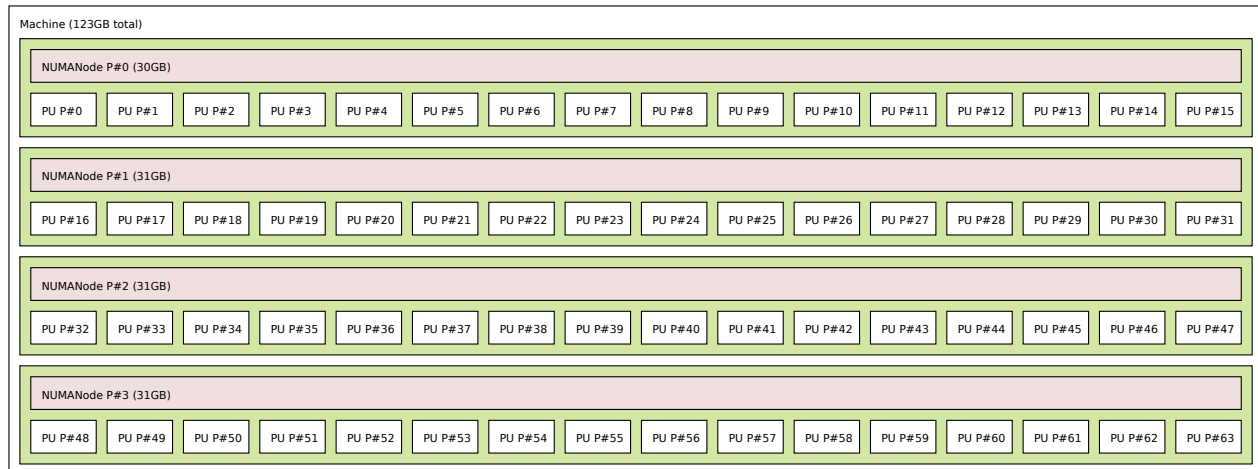 Machine (123GB total)
NUMANode P#0 (30GB)
PU P#0 PU P#1 PU P#2 PU P#3 PU P#4 PU P#5 PU P#6 PU P#7 PU P#8 PU P#9 PU P#10 PU P#11 PU P#12 PU P#13 PU P#14 PU P#15
NUMANode P#1 (31GB)
PU P#16 PU P#17 PU P#18 PU P#19 PU P#20 PU P#21 PU P#22 PU P#23 PU P#24 PU P#25 PU P#26 PU P#27 PU P#28 PU P#29 PU P#30 PU P#31
NUMANode P#2 (31GB)
PU P#32 PU P#33 PU P#34 PU P#35 PU P#36 PU P#37 PU P#38 PU P#39 PU P#40 PU P#41 PU P#42 PU P#43 PU P#44 PU P#45 PU P#46 PU P#47
NUMANode P#3 (31GB)
PU P#48 PU P#49 PU P#50 PU P#51 PU P#52 PU P#53 PU P#54 PU P#55 PU P#56 PU P#57 PU P#58 PU P#59 PU P#60 PU P#61 PU P#62 PU P#63